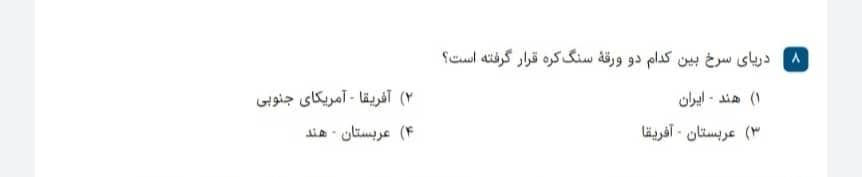 ۸ دریای سرخ بین کدام دو ورقهٔ سنگ‌کره قرار گرفته است؟
۱) هند - ایران ۲) آفریقا - آمریکای جنوبی
۳) عربستان - آفریقا ۴) عربستان - هند